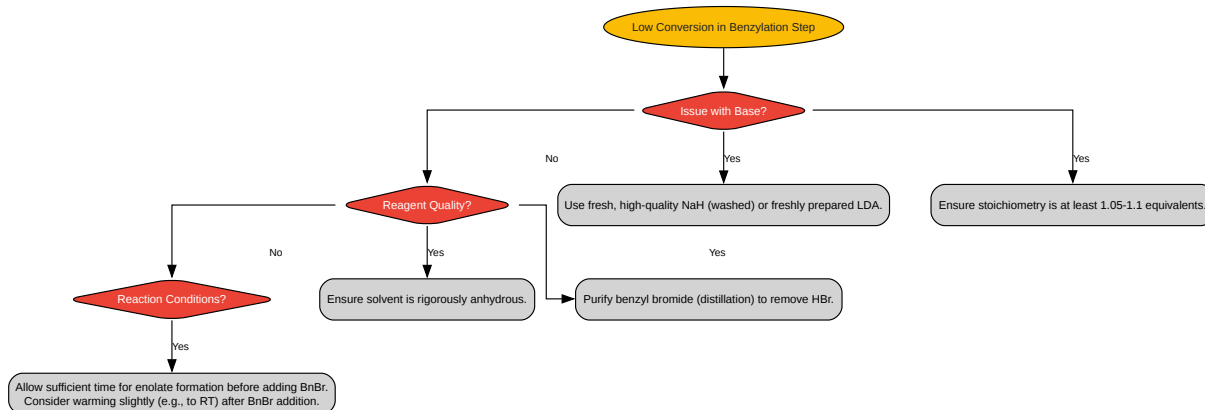 Low Conversion in Benzylation Step
Issue with Base?
No
Yes
Yes
Reagent Quality?
Use fresh, high-quality NaH (washed) or freshly prepared LDA.
Ensure stoichiometry is at least 1.05-1.1 equivalents.
No
Yes
Yes
Reaction Conditions?
Ensure solvent is rigorously anhydrous.
Purify benzyl bromide (distillation) to remove HBr.
Yes
Allow sufficient time for enolate formation before adding BnBr.
Consider warming slightly (e.g., to RT) after BnBr addition.